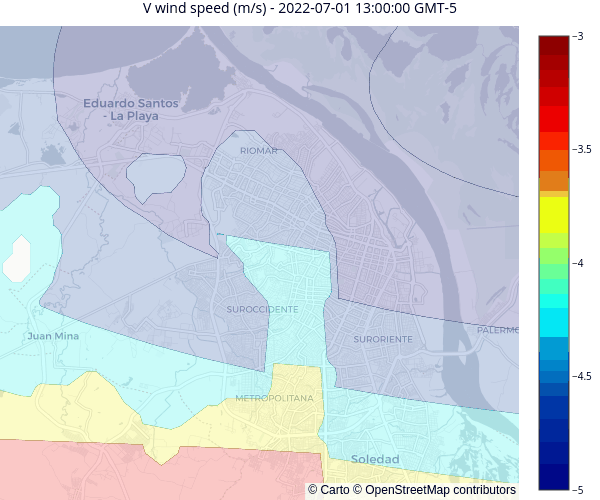 V wind speed (m/s) - 2022-07-01 13:00:00 GMT-5
−3
Eduardo Santos
- La Playa
RIOMAR
−3.5
−4
SUROCCIDENTE
Juan Mina
SURORIENTE
PALERMO
−4.5
METROPOLITANA
Soledad
© Carto © OpenStreetMap contributors
−5